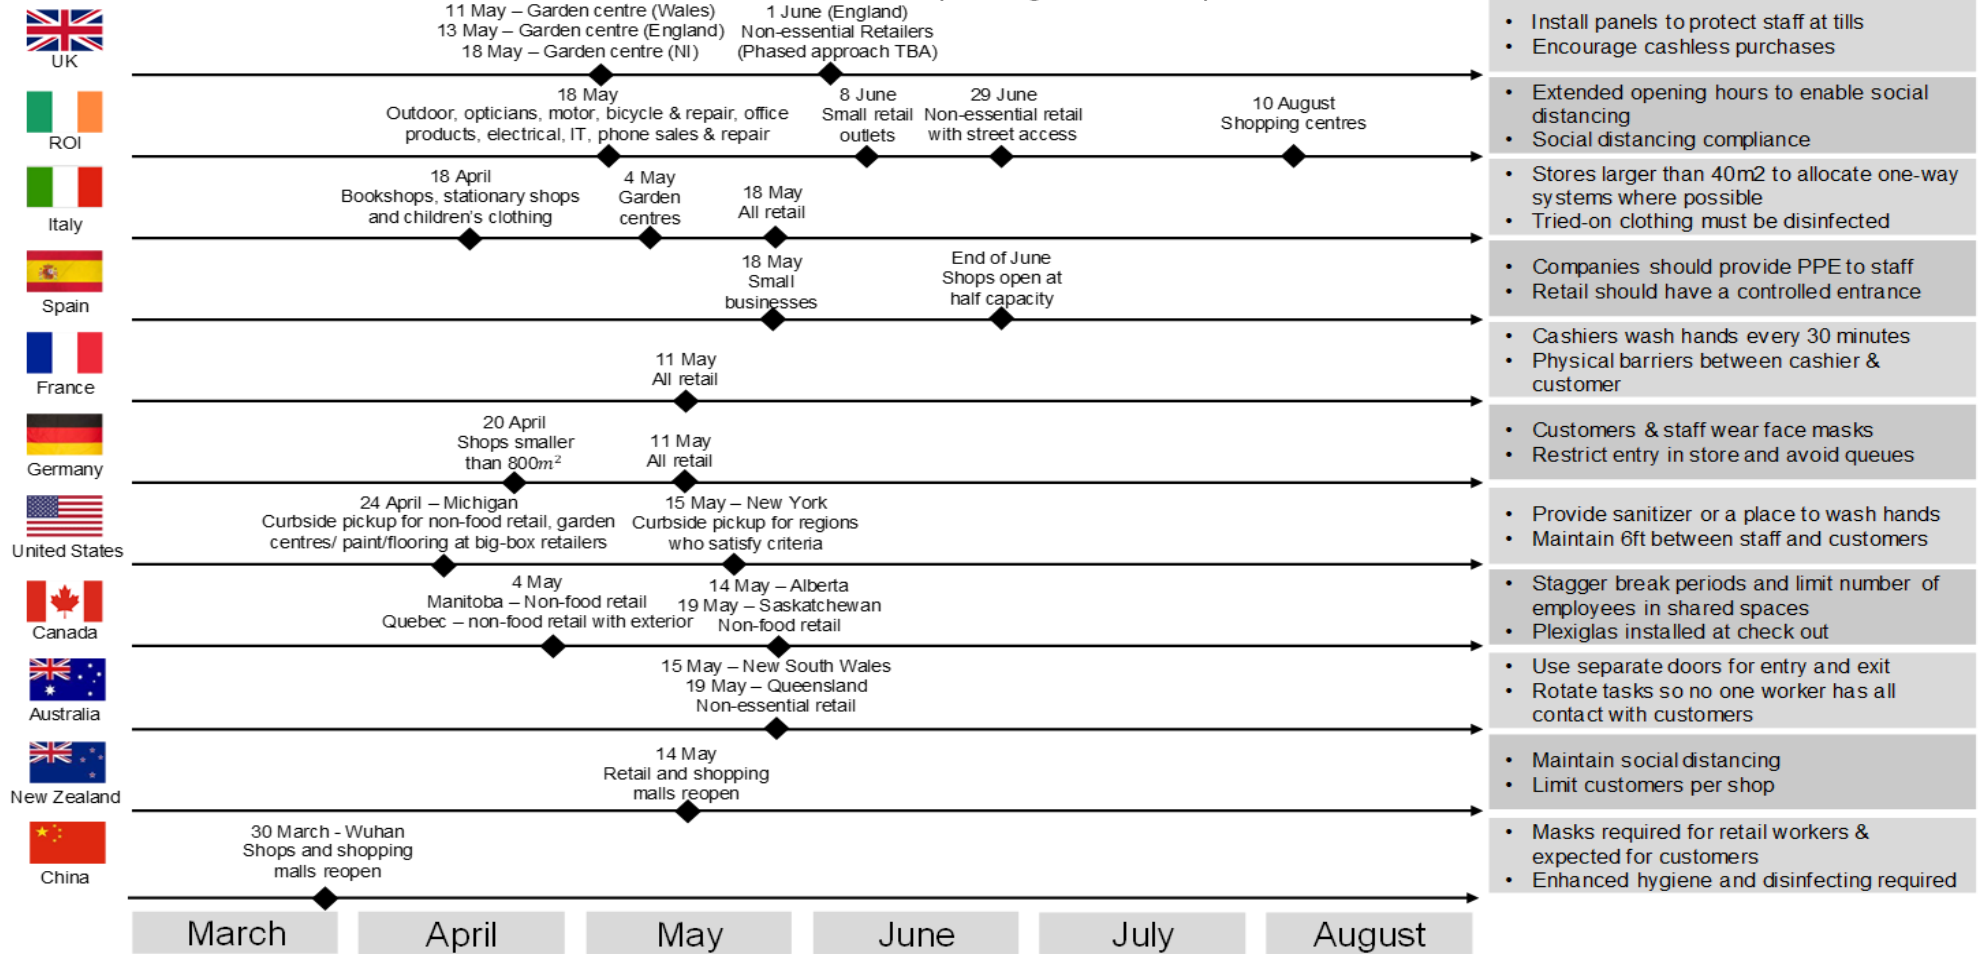 11 May – Garden centre (Wales)
13 May – Garden centre (England)
18 May – Garden centre (NI)
1 June (England)
Non-essential Retailers
(Phased approach TBA)
• Install panels to protect staff at tills
• Encourage cashless purchases
UK
18 May
Outdoor, opticians, motor, bicycle & repair, office
products, electrical, IT, phone sales & repair
8 June
Small retail
outlets
29 June
Non-essential retail
with street access
10 August
Shopping centres
• Extended opening hours to enable social
distancing
• Social distancing compliance
ROI
18 April
Bookshops, stationary shops
and children's clothing
4 May
Garden
centres
18 May
All retail
• Stores larger than 40m2 to allocate one-way
systems where possible
• Tried-on clothing must be disinfected
Italy
18 May
Small
businesses
End of June
Shops open at
half capacity
• Companies should provide PPE to staff
• Retail should have a controlled entrance
Spain
11 May
All retail
• Cashiers wash hands every 30 minutes
• Physical barriers between cashier &
customer
France
20 April
Shops smaller
than 800m²
11 May
All retail
• Customers & staff wear face masks
• Restrict entry in store and avoid queues
Germany
24 April – Michigan
Curbside pickup for non-food retail, garden
centres/ paint/flooring at big-box retailers
15 May – New York
Curbside pickup for regions
who satisfy criteria
• Provide sanitizer or a place to wash hands
• Maintain 6ft between staff and customers
United States
4 May
Manitoba – Non-food retail
Quebec – non-food retail with exterior
14 May – Alberta
19 May – Saskatchewan
Non-food retail
• Stagger break periods and limit number of
employees in shared spaces
• Plexiglas installed at check out
Canada
15 May – New South Wales
19 May – Queensland
Non-essential retail
• Use separate doors for entry and exit
• Rotate tasks so no one worker has all
contact with customers
Australia
14 May
Retail and shopping
malls reopen
• Maintain social distancing
• Limit customers per shop
New Zealand
30 March - Wuhan
Shops and shopping
malls reopen
• Masks required for retail workers &
expected for customers
• Enhanced hygiene and disinfecting required
China
March
April
May
June
July
August